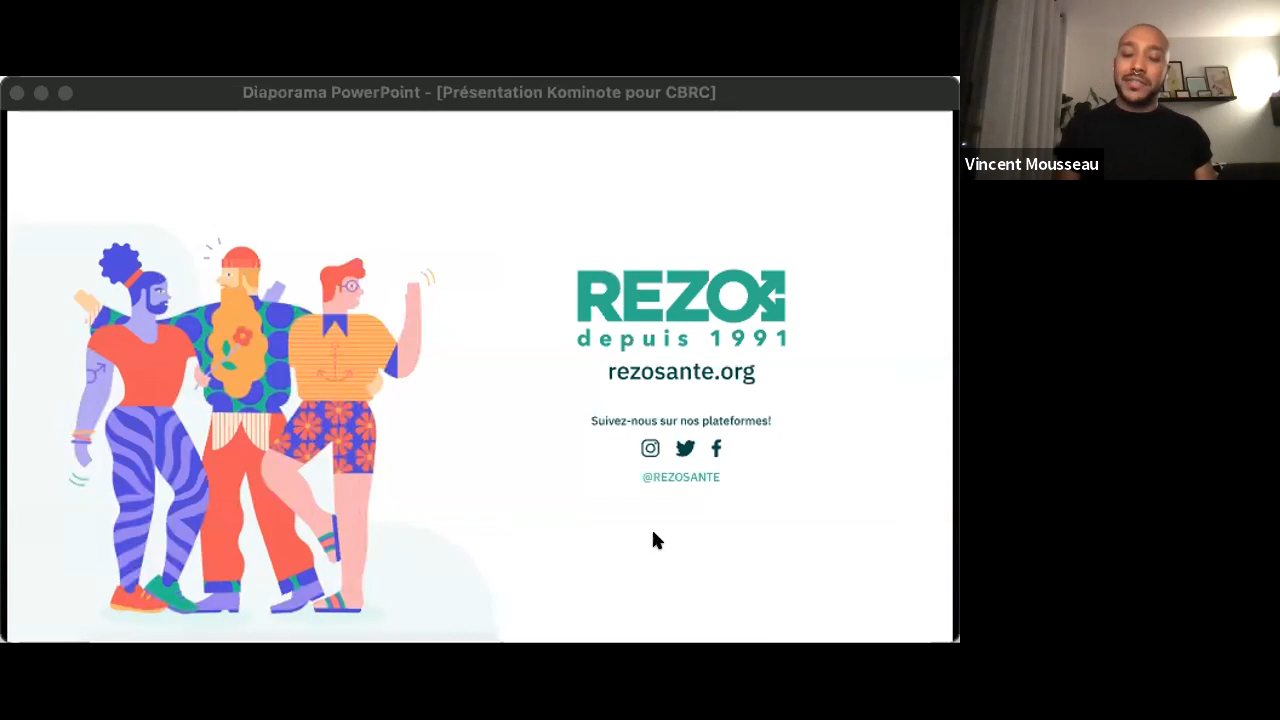 Diaporama PowerPoint - [Présentation Kominote pour CBRC]
Vincent Mousseau
REZO
depuis 1991
rezosante.org
Suivez-nous sur nos plateformes!
@REZOSANTE